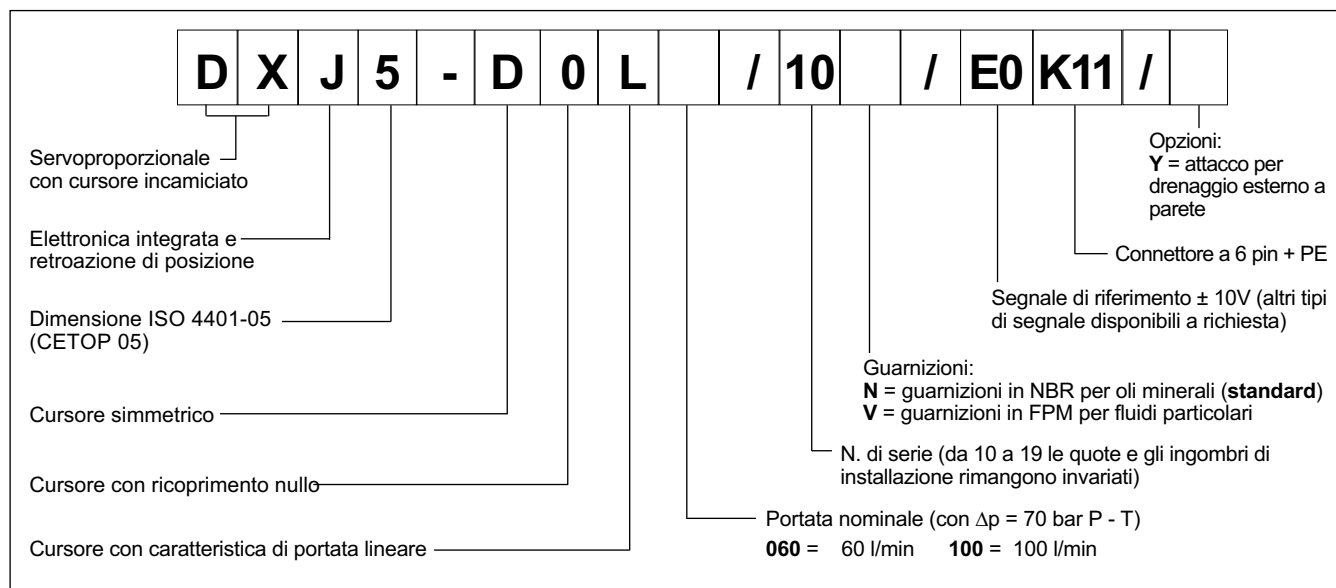 D X J 5 - D 0 L / 10 / E0 K11 /
Servoproporzionale
con cursore incamiciato
Elettronica integrata e
retroazione di posizione
Dimensione ISO 4401-05
(CETOP 05)
Cursore simmetrico
Cursore con ricoprimento nullo
Cursore con caratteristica di portata lineare
Opzioni:
Y = attacco per
drenaggio esterno a
parete
Connettore a 6 pin + PE
Segnale di riferimento ± 10V (altri tipi
di segnale disponibili a richiesta)
Guarnizioni:
N = guarnizioni in NBR per oli minerali (standard)
V = guarnizioni in FPM per fluidi particolari
N. di serie (da 10 a 19 le quote e gli ingombri di
installazione rimangono invariati)
Portata nominale (con Δp = 70 bar P - T)
060 = 60 l/min 100 = 100 l/min